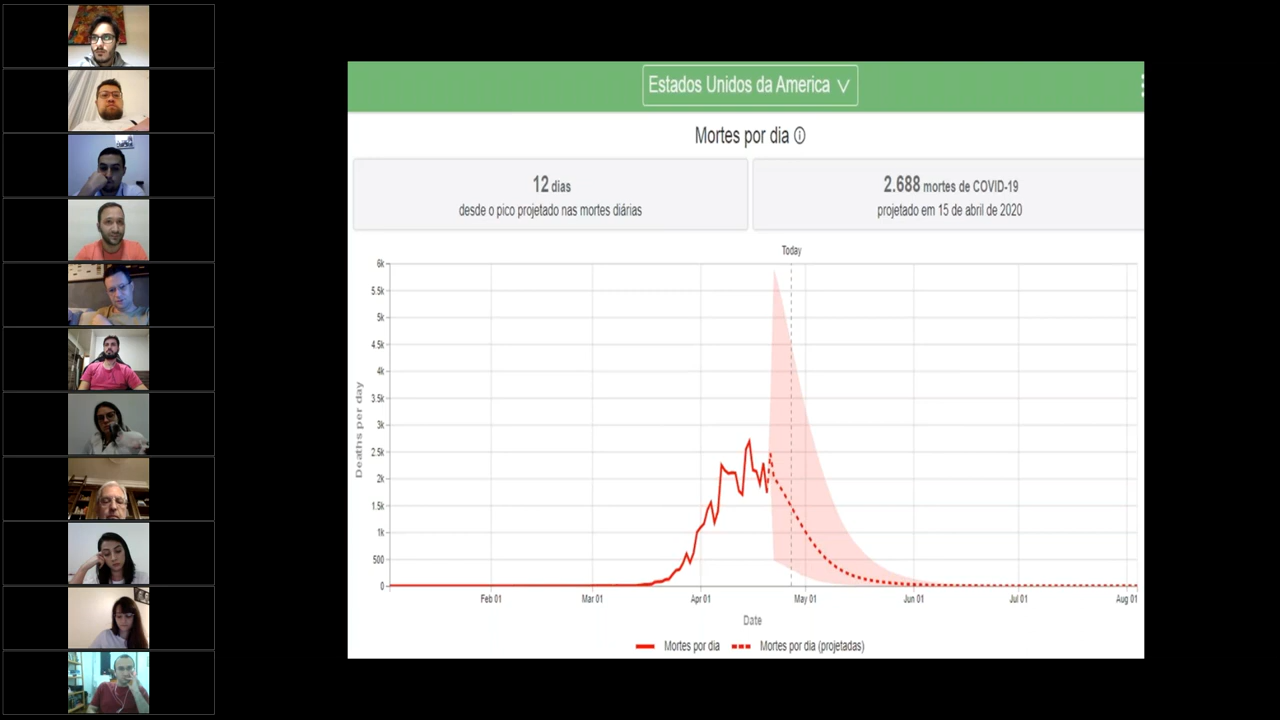 Estados Unidos da America
Mortes por dia
12 dias
desde o pico projetado nas mortes diárias
2.688 mortes de COVID-19
projetado em 15 de abril de 2020
Today
6k
5.5k
5k
4.5k
4k
3.5k
3k
2.5k
2k
1.5k
1k
500
0
Deaths per day
Feb 01
Mar 01
Apr 01
May 01
Jun 01
Jul 01
Aug 01
Date
Mortes por dia
Mortes por dia (projetadas)